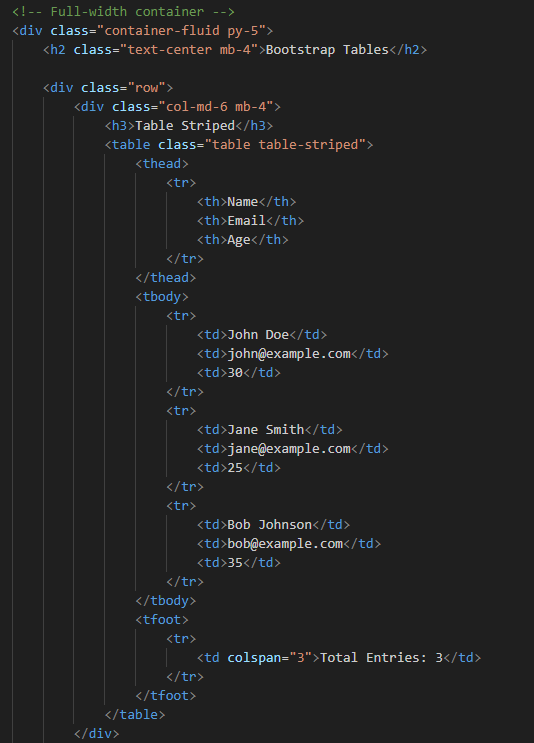 <!-- Full-width container -->
<div class="container-fluid py-5">
    <h2 class="text-center mb-4">Bootstrap Tables</h2>

    <div class="row">
        <div class="col-md-6 mb-4">
            <h3>Table Striped</h3>
            <table class="table table-striped">
                <thead>
                    <tr>
                        <th>Name</th>
                        <th>Email</th>
                        <th>Age</th>
                    </tr>
                </thead>
                <tbody>
                    <tr>
                        <td>John Doe</td>
                        <td>john@example.com</td>
                        <td>30</td>
                    </tr>
                    <tr>
                        <td>Jane Smith</td>
                        <td>jane@example.com</td>
                        <td>25</td>
                    </tr>
                    <tr>
                        <td>Bob Johnson</td>
                        <td>bob@example.com</td>
                        <td>35</td>
                    </tr>
                </tbody>
                <tfoot>
                    <tr>
                        <td colspan="3">Total Entries: 3</td>
                    </tr>
                </tfoot>
            </table>
        </div>